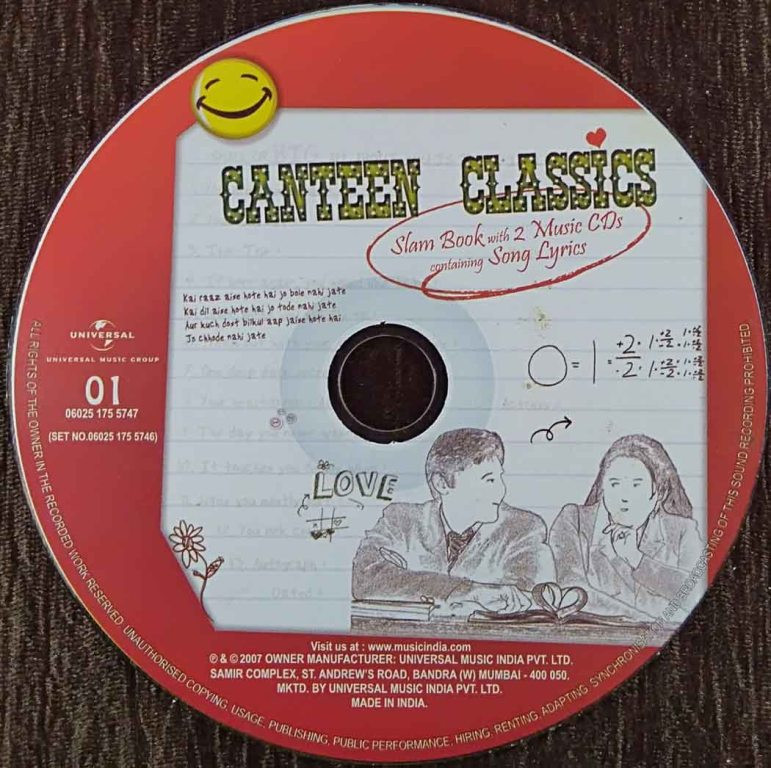 CANTEEN CLASSICS
Slam Book with 2 Music CDs
containing Song Lyrics
Kai raaz aise hote hai jo bole nahi jate
Kai dil aise hote hai jo tode nahi jate
Aur kuch dost bilkul aap jaise hote hai
Jo chhode nahi jate
UNIVERSAL
UNIVERSAL MUSIC GROUP
01
06025 175 5747
(SET NO.06025 175 5746)
LOVE
Visit us at : www.musicindia.com
℗ & © 2007 OWNER MANUFACTURER: UNIVERSAL MUSIC INDIA PVT. LTD.
SAMIR COMPLEX, ST. ANDREW'S ROAD, BANDRA (W) MUMBAI - 400 050.
MKTD. BY UNIVERSAL MUSIC INDIA PVT. LTD.
MADE IN INDIA.
ALL RIGHTS OF THE OWNER IN THE RECORDED WORK RESERVED. UNAUTHORISED COPYING, USAGE, PUBLISHING, PUBLIC PERFORMANCE, HIRING, RENTING, ADAPTING, SYNCHRONIS AND BROADCASTING OF THIS SOUND RECORDING PROHIBITED